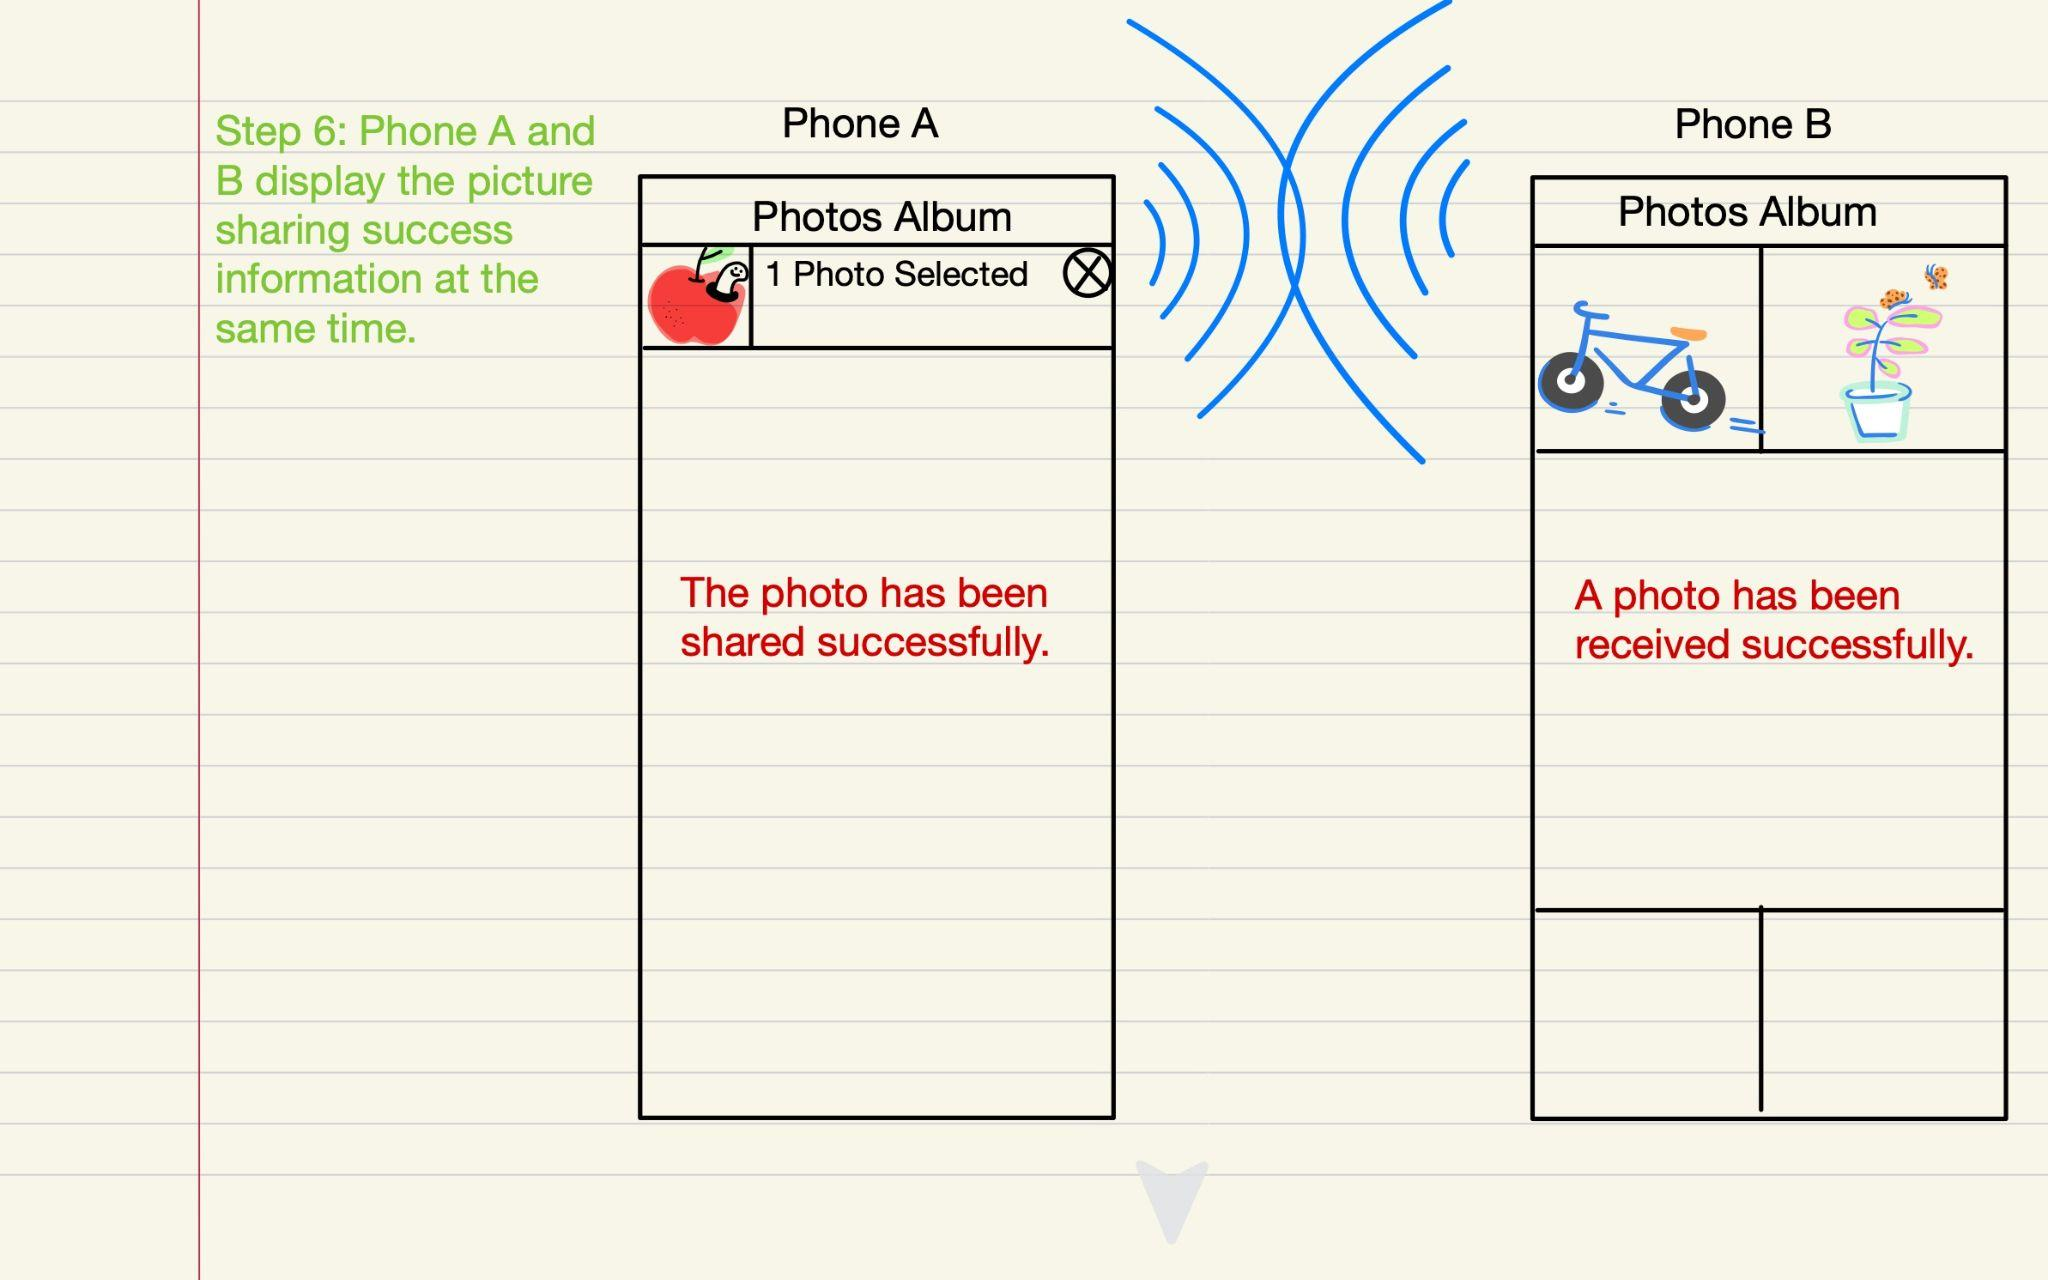 Step 6: Phone A and
B display the picture
sharing success
information at the
same time.
Phone A
Photos Album
1 Photo Selected
The photo has been
shared successfully.
Phone B
Photos Album
A photo has been
received successfully.